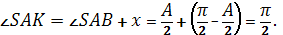 ∠SAK = ∠SAB + x = A/2 + (π/2 - A/2) = π/2.